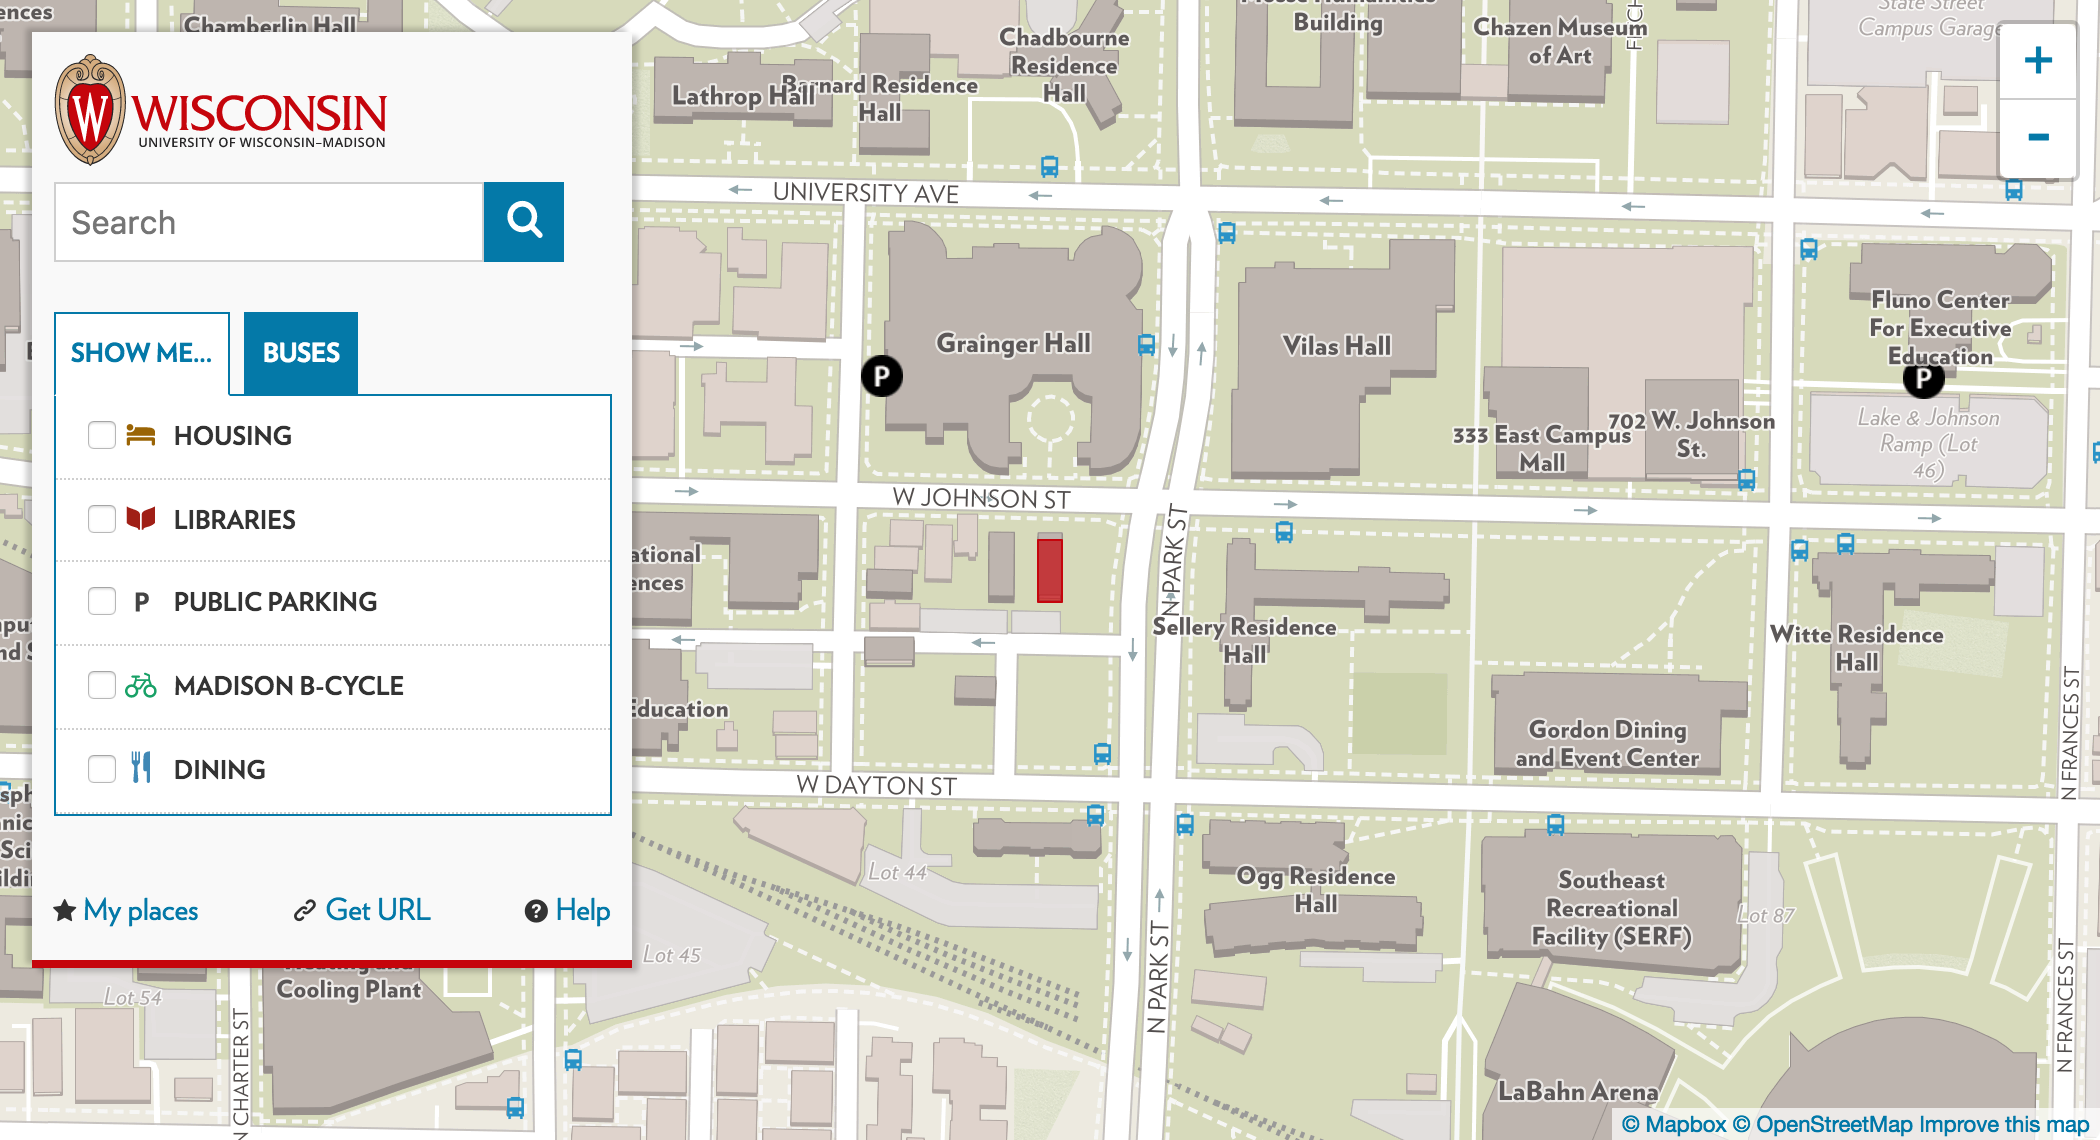 WISCONSIN
UNIVERSITY OF WISCONSIN–MADISON
Search
SHOW ME...
BUSES
HOUSING
LIBRARIES
P PUBLIC PARKING
MADISON B-CYCLE
DINING
My places
Get URL
Help
Chamberlin Hall
Lathrop Hall
Barnard Residence
Hall
Chadbourne
Residence
Hall
Building
Chazen Museum
of Art
State Street
Campus Garage
+
-
UNIVERSITY AVE
Grainger Hall
P
Vilas Hall
333 East Campus
Mall
702 W. Johnson
St.
Fluno Center
For Executive
Education
P
Lake & Johnson
Ramp (Lot
46)
W JOHNSON ST
N PARK ST
Sellery Residence
Hall
Witte Residence
Hall
Gordon Dining
and Event Center
N FRANCES ST
Education
W DAYTON ST
Lot 44
Lot 45
Ogg Residence
Hall
Southeast
Recreational
Facility (SERF)
Lot 87
N PARK ST
N FRANCES ST
Lot 54
Cooling Plant
N CHARTER ST
LaBahn Arena
© Mapbox © OpenStreetMap Improve this map